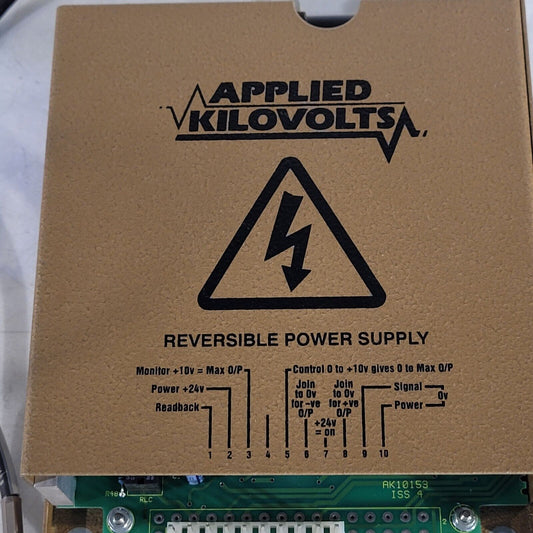 APPLIED
KILOVOLTS
REVERSIBLE POWER SUPPLY
Monitor +10v = Max O/P
Control 0 to +10v gives 0 to Max O/P
Power +24v
Readback
Join
to 0v
for -ve
O/P
Join
to 0v
for +ve
O/P
+24v
= on
Signal
0v
Power
1 2 3 4 5 6 7 8 9 10
RLC
AK10153
ISS 4
2